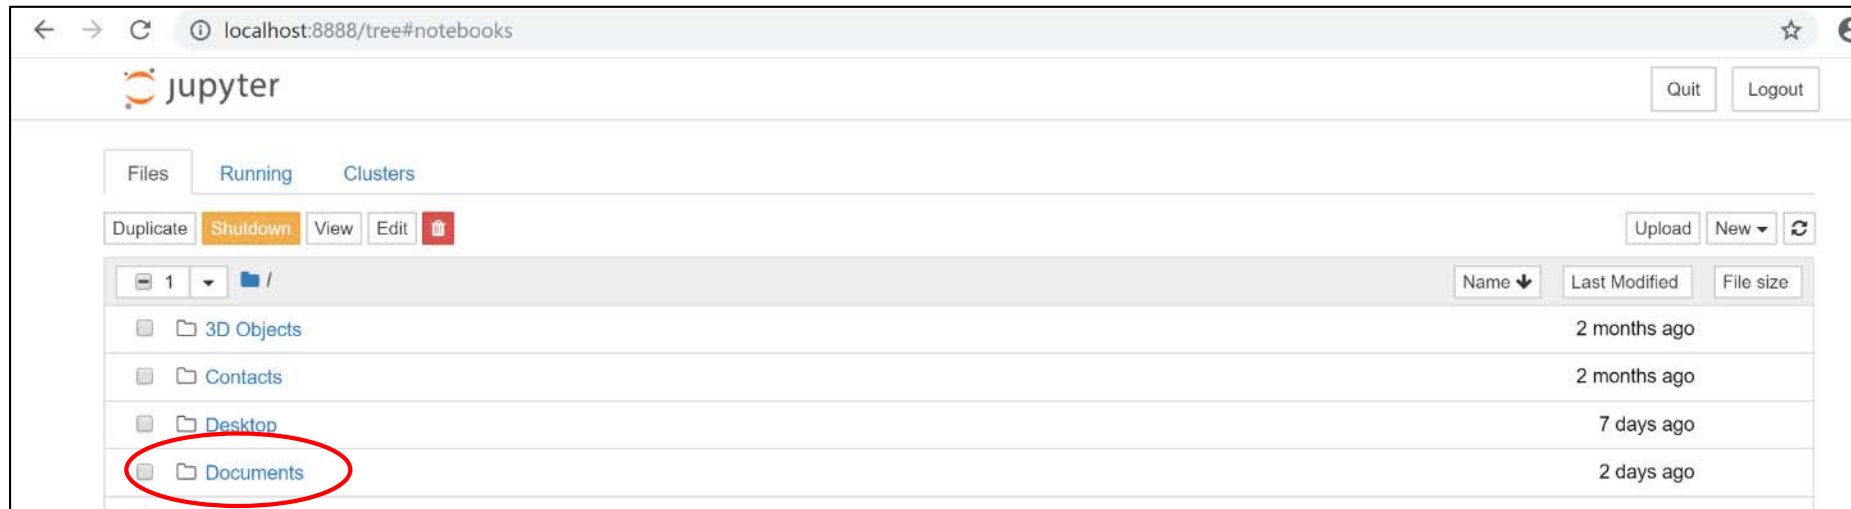 localhost:8888/tree#notebooks
jupyter
Quit Logout
Files Running Clusters
Duplicate Shutdown View Edit Upload New
1 / Name Last Modified File size
3D Objects 2 months ago
Contacts 2 months ago
Desktop 7 days ago
Documents 2 days ago